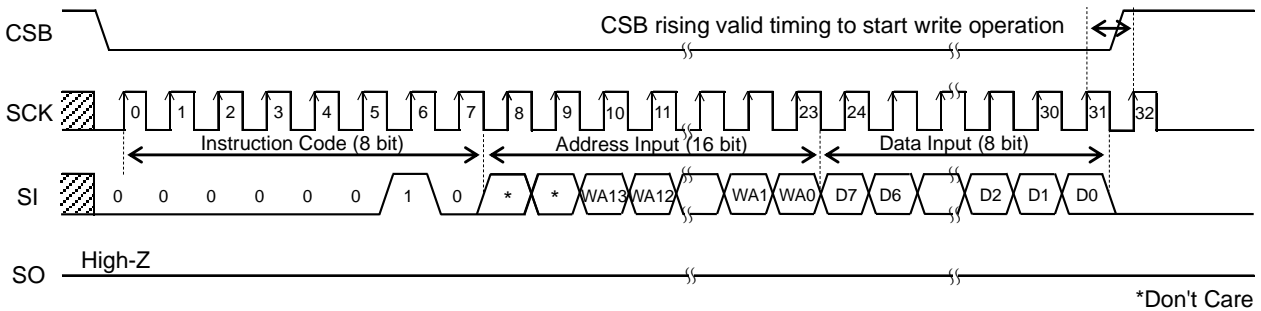 CSB
CSB rising valid timing to start write operation
SCK
0 1 2 3 4 5 6 7 8 9 10 11 23 24 30 31 32
Instruction Code (8 bit) Address Input (16 bit) Data Input (8 bit)
SI
0 0 0 0 0 0 1 0 * * WA13 WA12 WA1 WA0 D7 D6 D2 D1 D0
High-Z
SO
*Don't Care